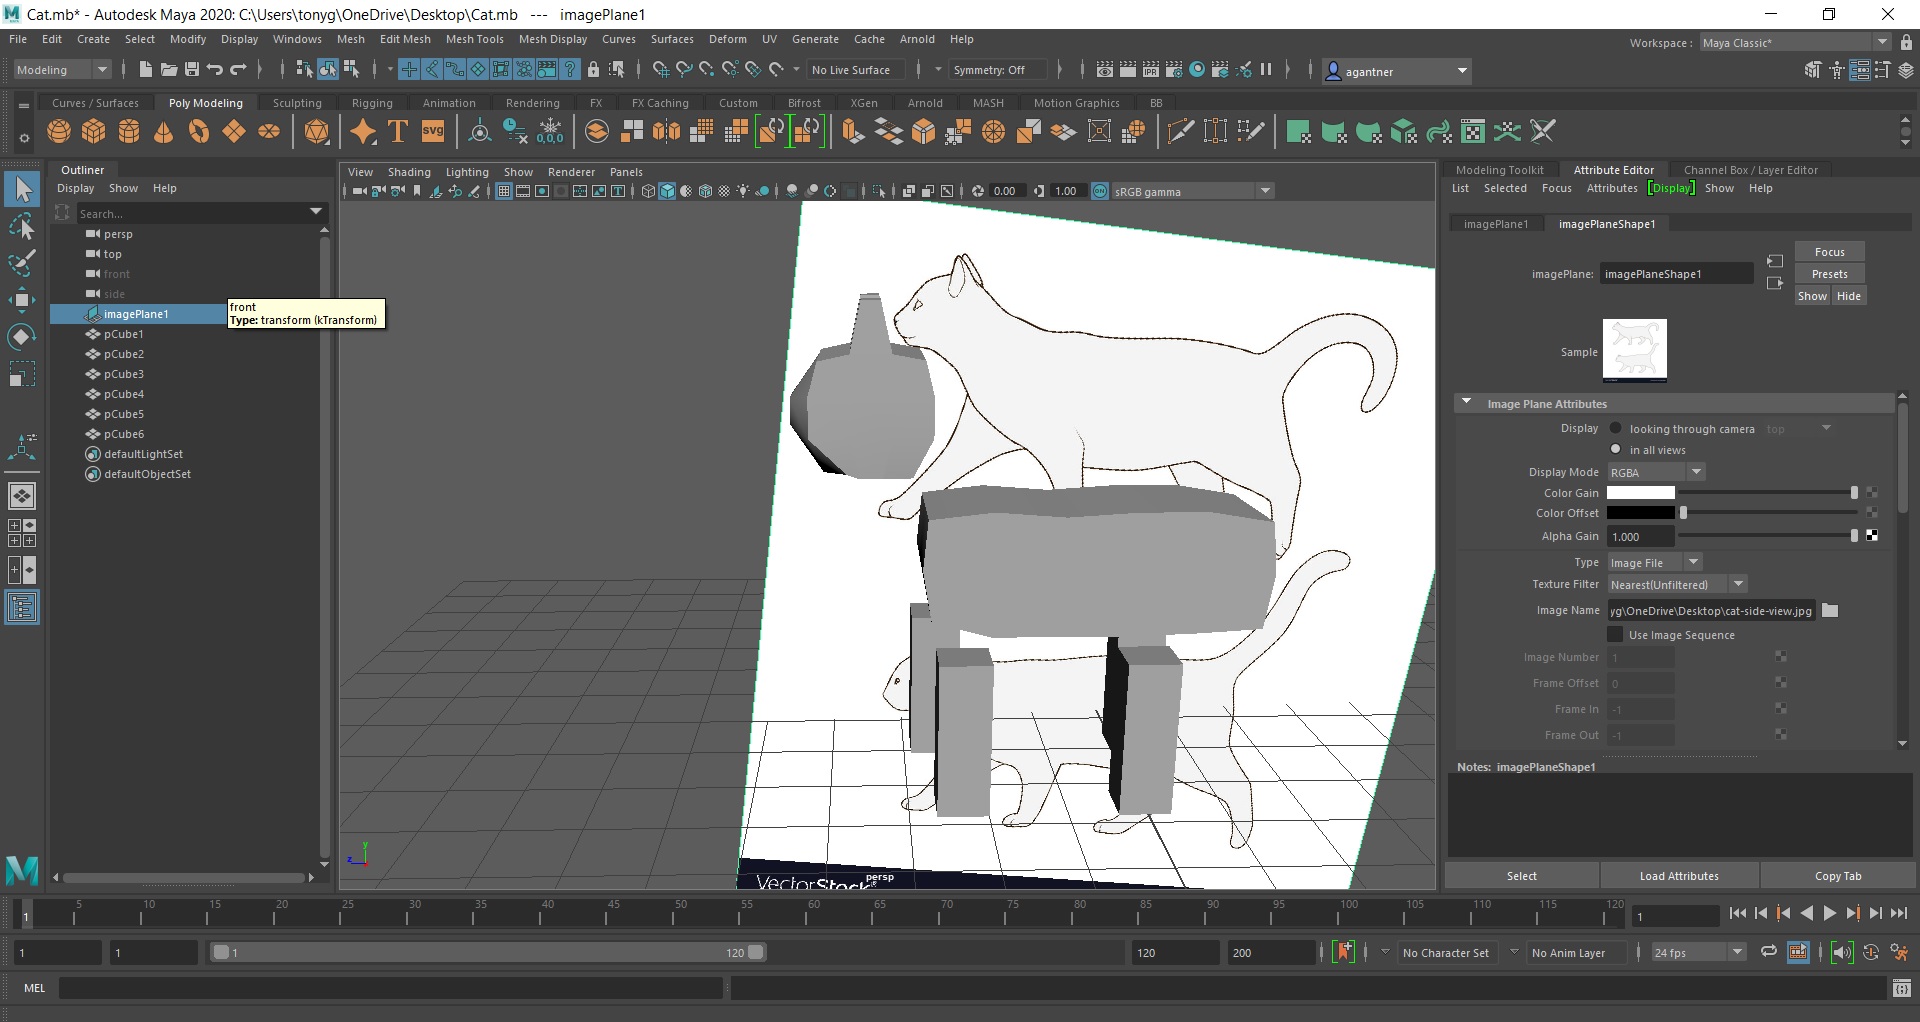 Cat.mb* - Autodesk Maya 2020: C:\Users\tonyg\OneDrive\Desktop\Cat.mb --- imagePlane1
File Edit Create Select Modify Display Windows Mesh Edit Mesh Mesh Tools Mesh Display Curves Surfaces Deform UV Generate Cache Arnold Help
Workspace : Maya Classic*
Modeling No Live Surface Symmetry: Off agantner
Curves / Surfaces Poly Modeling Sculpting Rigging Animation Rendering FX FX Caching Custom Bifrost XGen Arnold MASH Motion Graphics BB
T svg 0,0,0
Outliner
Display Show Help
Search...
persp
top
front
side
imagePlane1
pCube1
pCube2
pCube3
pCube4
pCube5
pCube6
defaultLightSet
defaultObjectSet
front
Type: transform (kTransform)
View Shading Lighting Show Renderer Panels
0.00 1.00 ON sRGB gamma
VectorStock®
persp
y
z
Modeling Toolkit Attribute Editor Channel Box / Layer Editor
List Selected Focus Attributes Display Show Help
imagePlane1 imagePlaneShape1
imagePlane: imagePlaneShape1
Focus
Presets
Show Hide
Sample
Image Plane Attributes
Display looking through camera top
in all views
Display Mode RGBA
Color Gain
Color Offset
Alpha Gain 1.000
Type Image File
Texture Filter Nearest(Unfiltered)
Image Name yg\OneDrive\Desktop\cat-side-view.jpg
Use Image Sequence
Image Number 1
Frame Offset 0
Frame In -1
Frame Out -1
Notes: imagePlaneShape1
Select Load Attributes Copy Tab
1 5 10 15 20 25 30 35 40 45 50 55 60 65 70 75 80 85 90 95 100 105 110 115 120 1
1 1 1 120 120 200 No Character Set No Anim Layer 24 fps
MEL